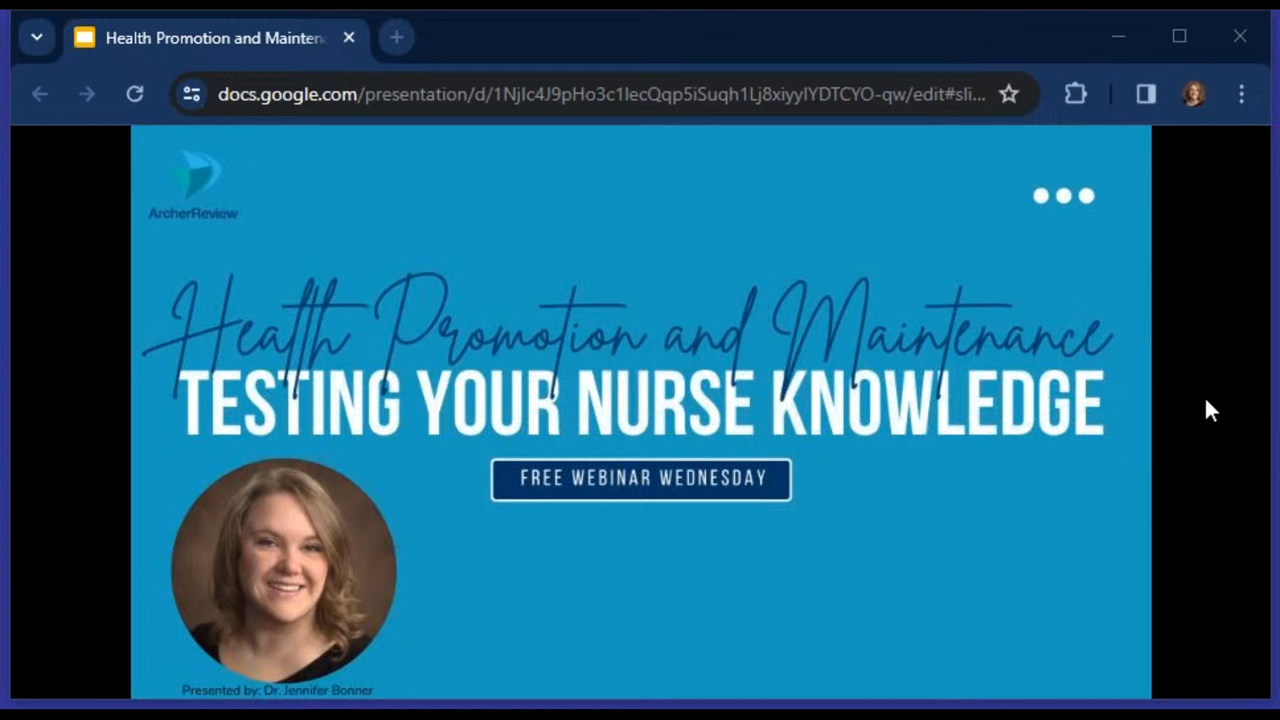 Health Promotion and Mainten
docs.google.com/presentation/d/1NjIc4J9pHo3c1lecQqp5iSuqh1Lj8xiyyIYDTCYO-qw/edit#sli...
ArcherReview
Health Promotion and Maintenance
TESTING YOUR NURSE KNOWLEDGE
FREE WEBINAR WEDNESDAY
Presented by: Dr. Jennifer Bonner